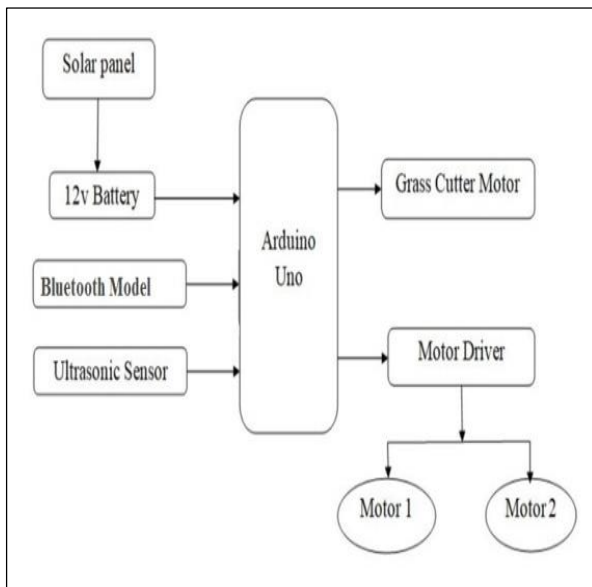 Solar panel
12v Battery
Bluetooth Model
Ultrasonic Sensor
Arduino
Uno
Grass Cutter Motor
Motor Driver
Motor 1
Motor 2